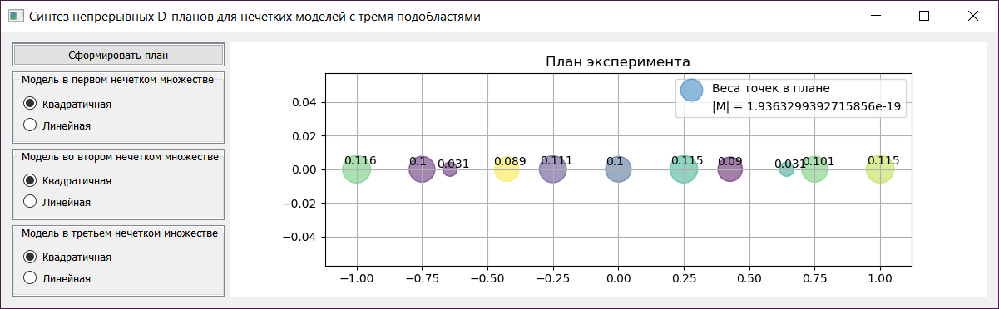 Синтез непрерывных D-планов для нечетких моделей с тремя подобластями
Сформировать план
Модель в первом нечетком множестве
Квадратичная
Линейная
Модель во втором нечетком множестве
Квадратичная
Линейная
Модель в третьем нечетком множестве
Квадратичная
Линейная
План эксперимента
Веса точек в плане
|M| = 1.9363299392715856e-19
0.04
0.02
0.00
−0.02
−0.04
0.116 0.1 0.031 0.089 0.111 0.1 0.115 0.09 0.031 0.101 0.115
−1.00 −0.75 −0.50 −0.25 0.00 0.25 0.50 0.75 1.00